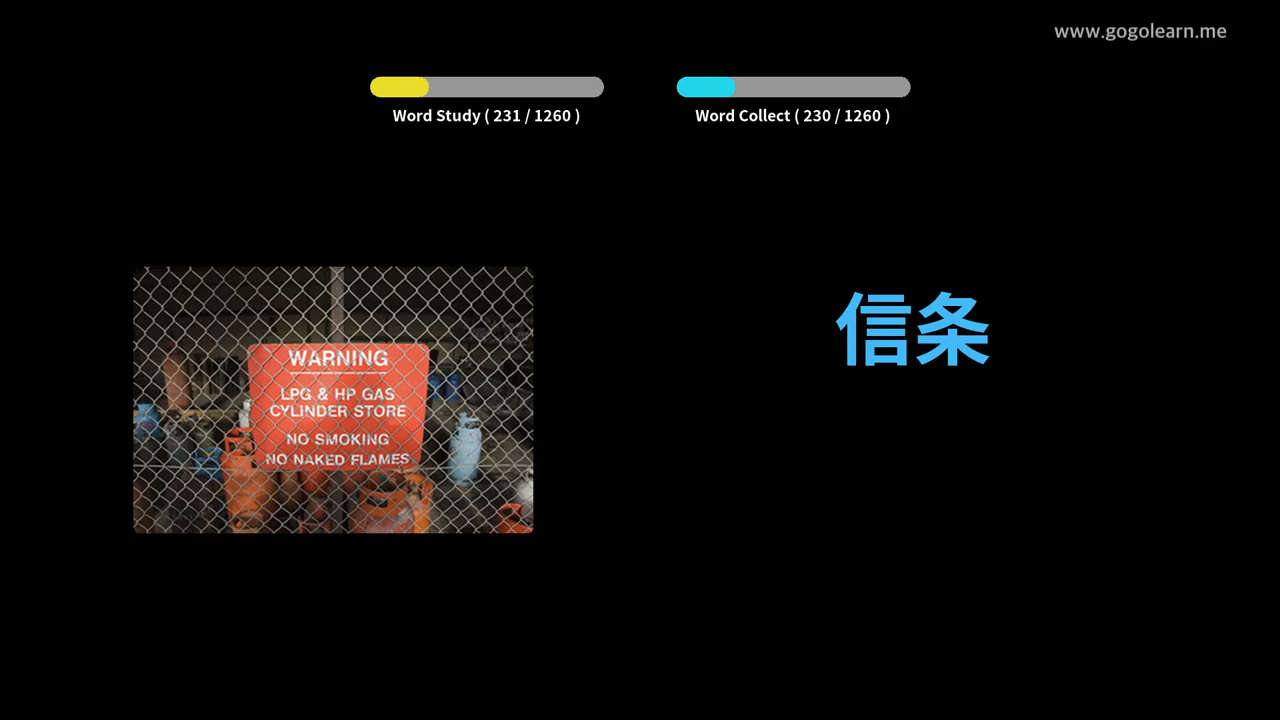 www.gogolearn.me
Word Study ( 231 / 1260 )
Word Collect ( 230 / 1260 )
WARNING
LPG & HP GAS
CYLINDER STORE
NO SMOKING
NO NAKED FLAMES
信条